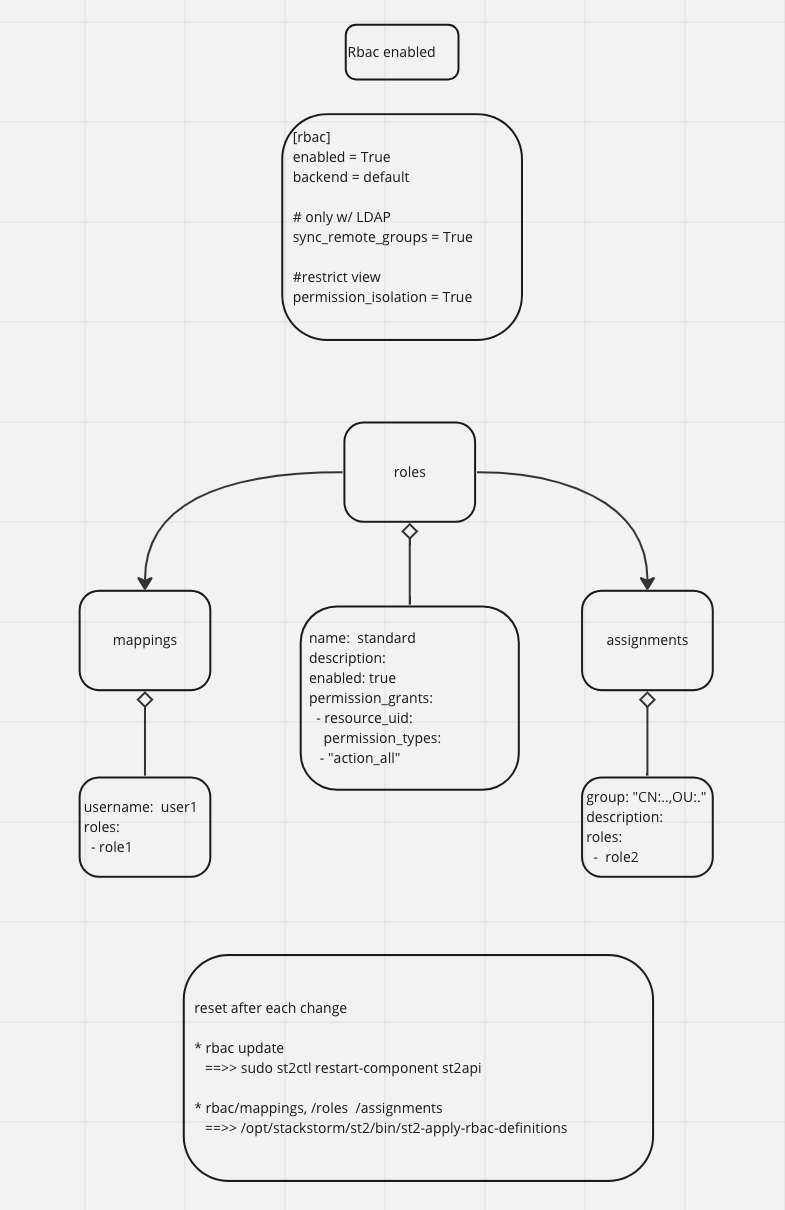 Rbac enabled
[rbac]
enabled = True
backend = default
# only w/ LDAP
sync_remote_groups = True
#restrict view
permission_isolation = True
roles
mappings
name:  standard
description:
enabled: true
permission_grants:
  - resource_uid:
    permission_types:
   - "action_all"
assignments
username:  user1
roles:
  - role1
group: "CN:..,OU:."
description:
roles:
  -  role2
reset after each change
* rbac update
   ==>> sudo st2ctl restart-component st2api
* rbac/mappings, /roles  /assignments
   ==>> /opt/stackstorm/st2/bin/st2-apply-rbac-definitions